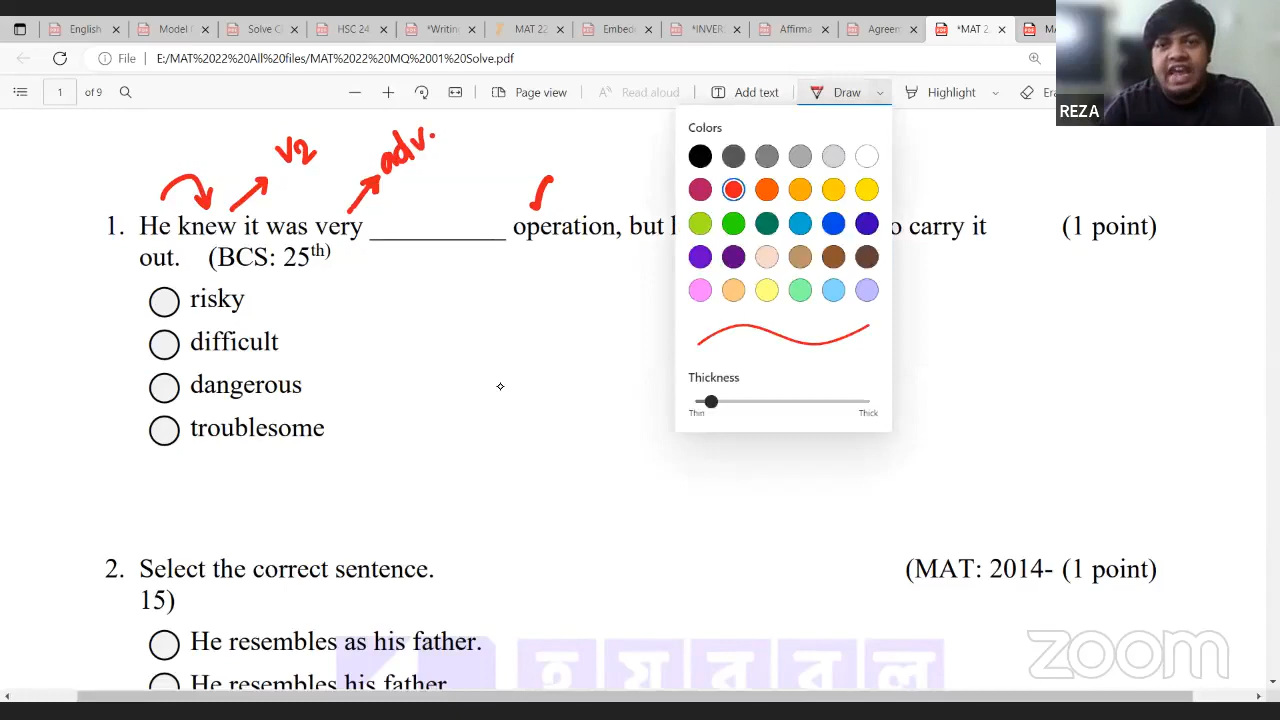 English
Model
Solve C
HSC 24
*Writing
MAT 22
Embed
*INVER
Affirma
Agreem
*MAT 2
MA
File E:/MAT%2022%20All%20files/MAT%2022%20MQ%2001%20Solve.pdf
1 of 9 Page view Read aloud Add text Draw Highlight
REZA
Colors
v2
adv.
1. He knew it was very __________ operation, but carry it (1 point)
out. (BCS: 25th)
risky
difficult
dangerous
troublesome
Thickness
Thin Thick
2. Select the correct sentence. (MAT: 2014- (1 point)
15)
He resembles as his father.
He resembles his father
হ য ব র ল
zoom